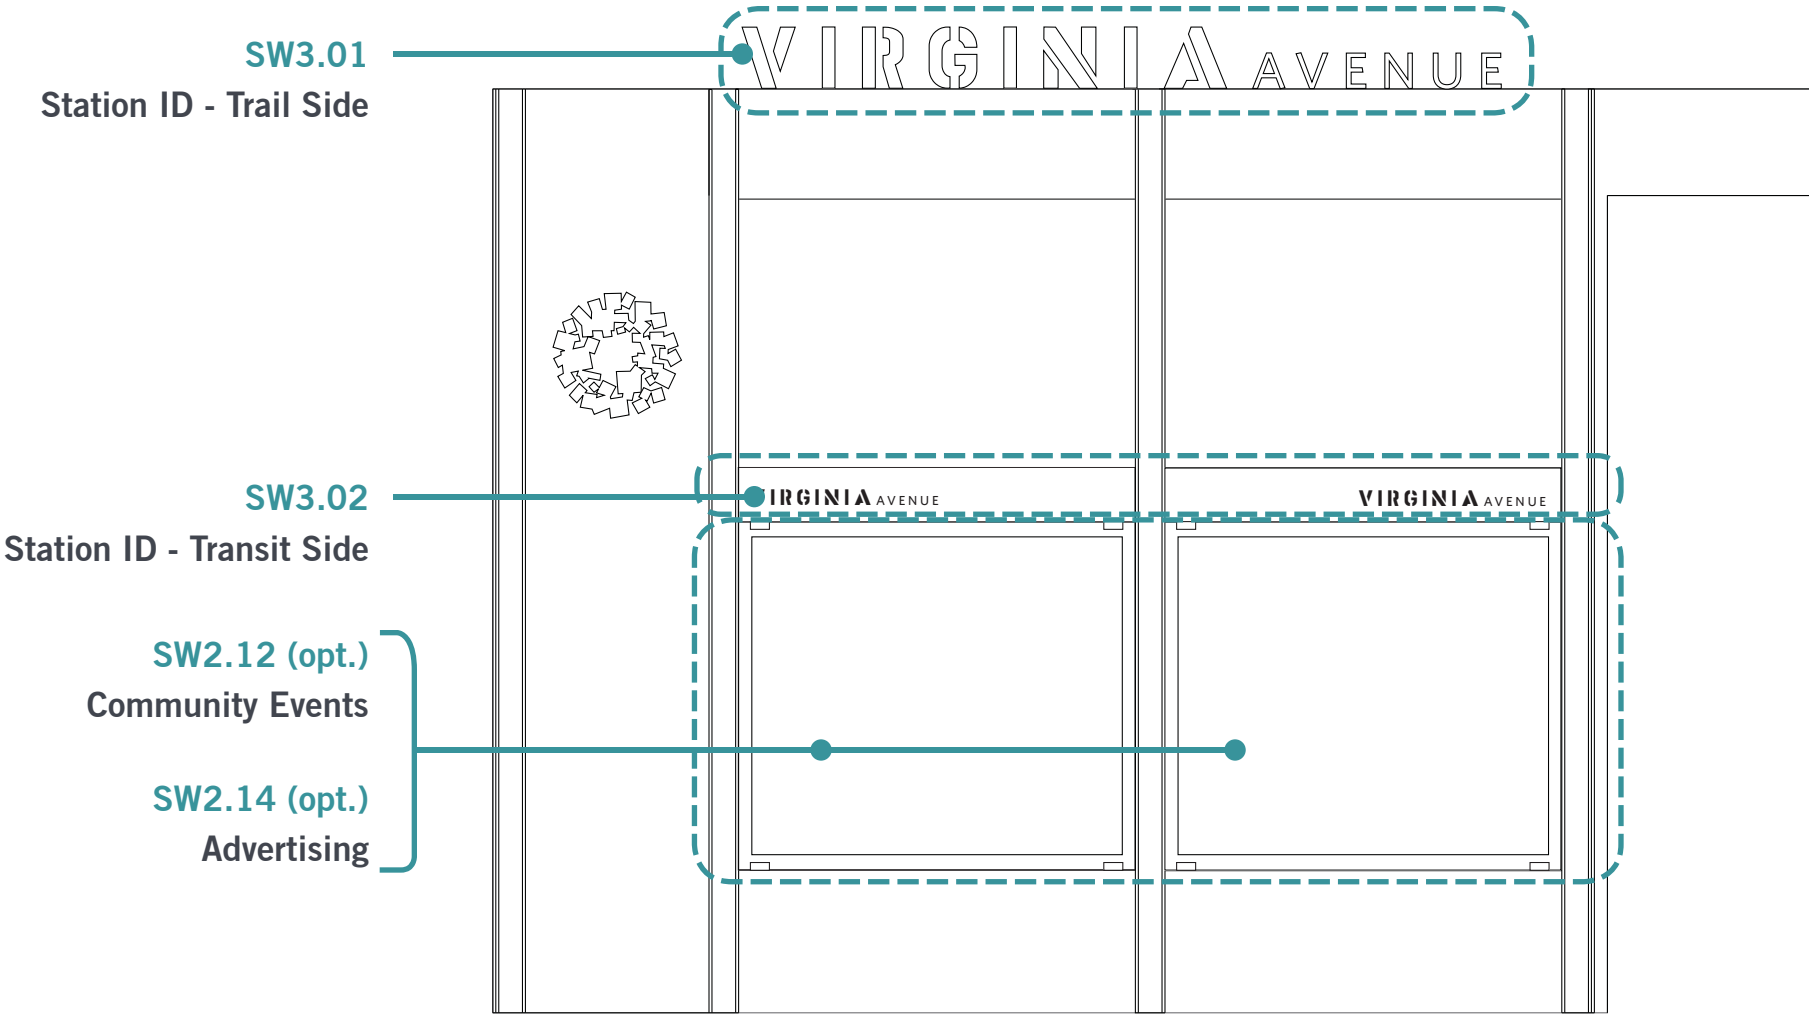 VIRGINIA AVENUE
SW3.01
Station ID - Trail Side
SW3.02
Station ID - Transit Side
VIRGINIA AVENUE
VIRGINIA AVENUE
SW2.12 (opt.)
Community Events
SW2.14 (opt.)
Advertising